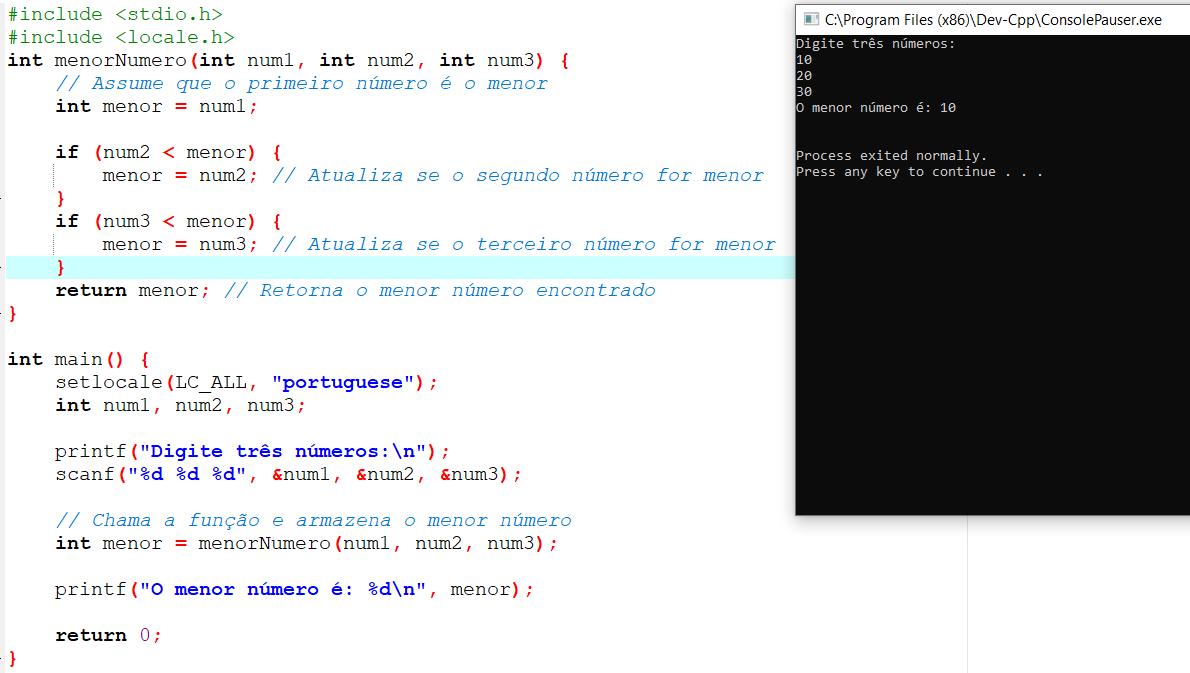 #include <stdio.h>
#include <locale.h>
int menorNumero(int num1, int num2, int num3) {
    // Assume que o primeiro número é o menor
    int menor = num1;

    if (num2 < menor) {
        menor = num2; // Atualiza se o segundo número for menor
    }
    if (num3 < menor) {
        menor = num3; // Atualiza se o terceiro número for menor
    }
    return menor; // Retorna o menor número encontrado
}

int main() {
    setlocale(LC_ALL, "portuguese");
    int num1, num2, num3;

    printf("Digite três números:\n");
    scanf("%d %d %d", &num1, &num2, &num3);

    // Chama a função e armazena o menor número
    int menor = menorNumero(num1, num2, num3);

    printf("O menor número é: %d\n", menor);

    return 0;
}
C:\Program Files (x86)\Dev-Cpp\ConsolePauser.exe
Digite três números:
10
20
30
O menor número é: 10

Process exited normally.
Press any key to continue . . .